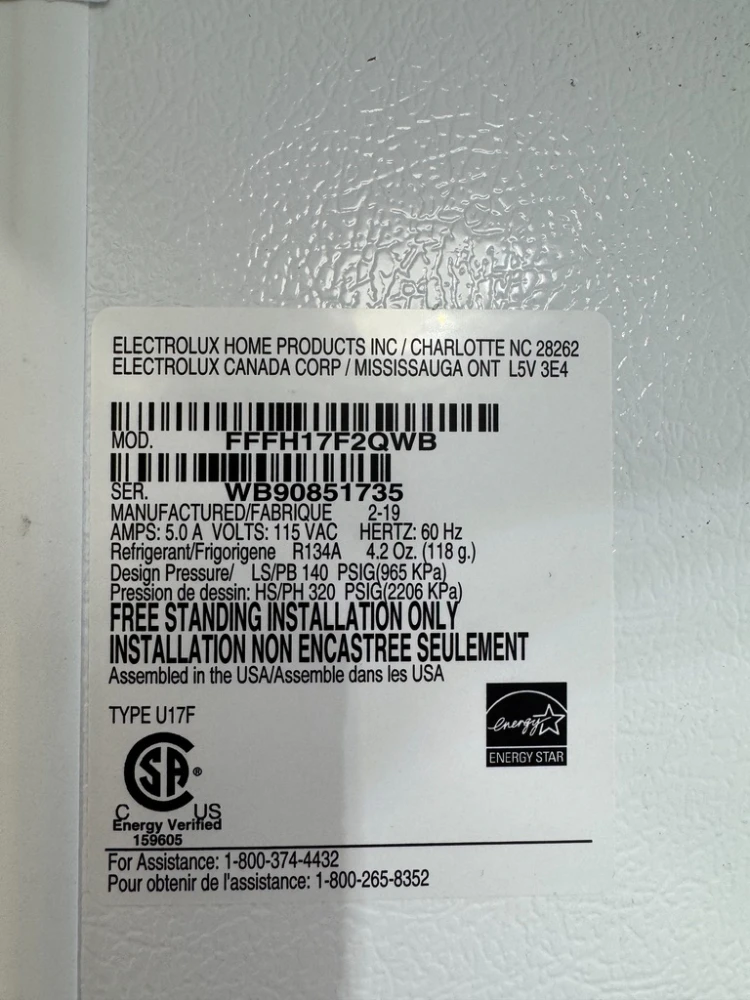 ELECTROLUX HOME PRODUCTS INC / CHARLOTTE NC 28262
ELECTROLUX CANADA CORP / MISSISSAUGA ONT L5V 3E4
MOD. FFFH17F2QWB
SER. WB90851735
MANUFACTURED/FABRIQUE 2-19
AMPS: 5.0 A VOLTS: 115 VAC HERTZ: 60 Hz
Refrigerant/Frigorigene R134A 4.2 Oz. (118 g.)
Design Pressure/ LS/PB 140 PSIG(965 KPa)
Pression de dessin: HS/PH 320 PSIG(2206 KPa)
FREE STANDING INSTALLATION ONLY
INSTALLATION NON ENCASTREE SEULEMENT
Assembled in the USA/Assemble dans les USA
TYPE U17F
energy
ENERGY STAR
SA ®
C US
Energy Verified
159605
For Assistance: 1-800-374-4432
Pour obtenir de l'assistance: 1-800-265-8352